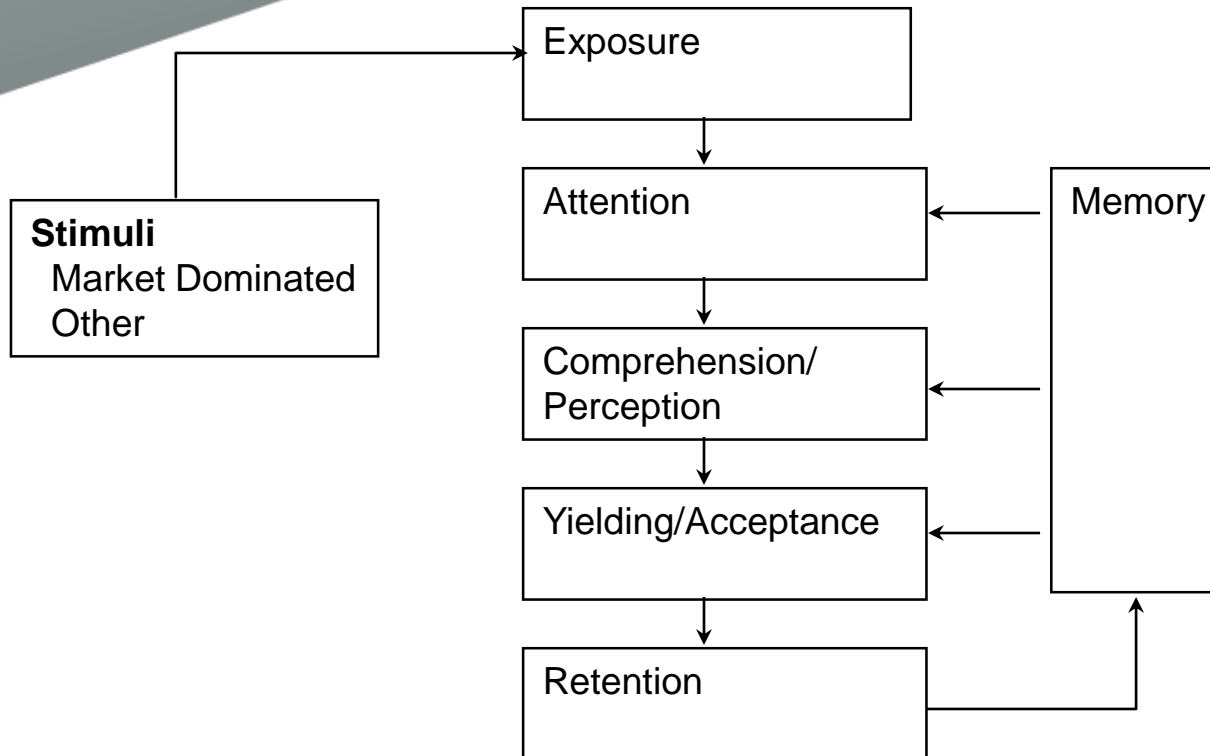 Exposure
Attention
Memory
Stimuli
Market Dominated
Other
Comprehension/
Perception
Yielding/Acceptance
Retention